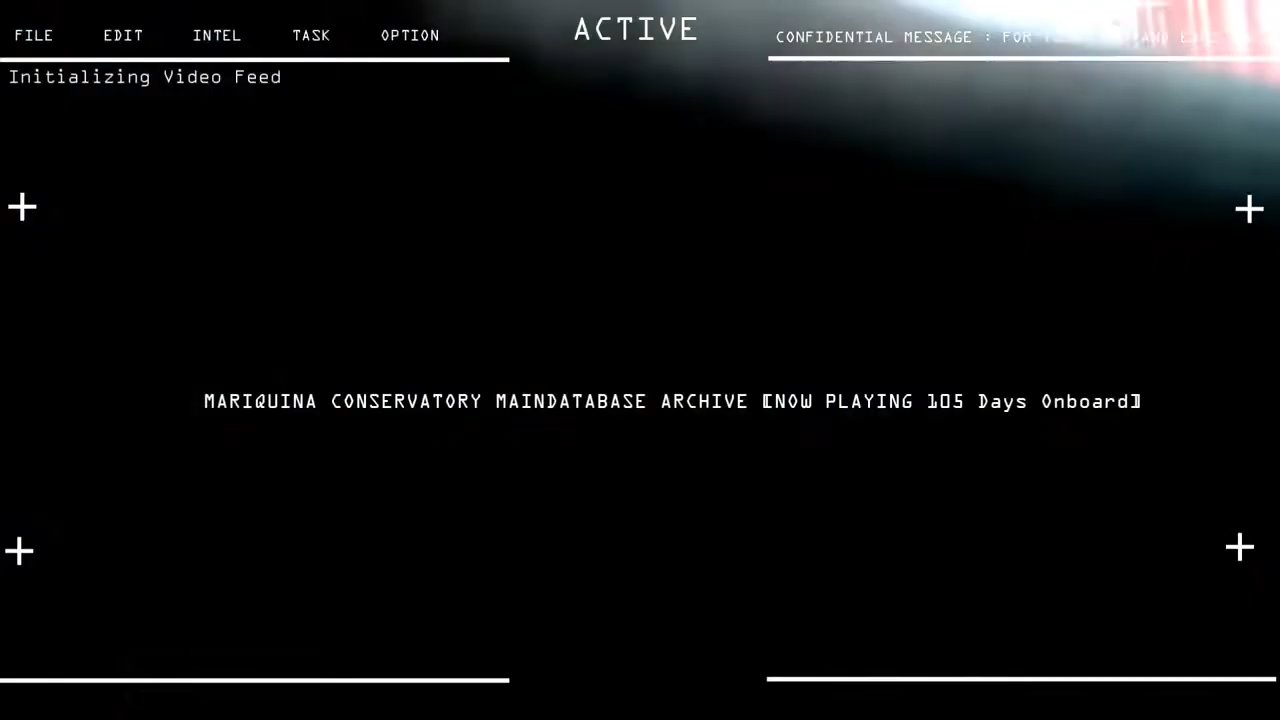 FILE EDIT INTEL TASK OPTION
ACTIVE
CONFIDENTIAL MESSAGE : FOR
Initializing Video Feed
MARIQUINA CONSERVATORY MAINDATABASE ARCHIVE [NOW PLAYING 105 Days Onboard]